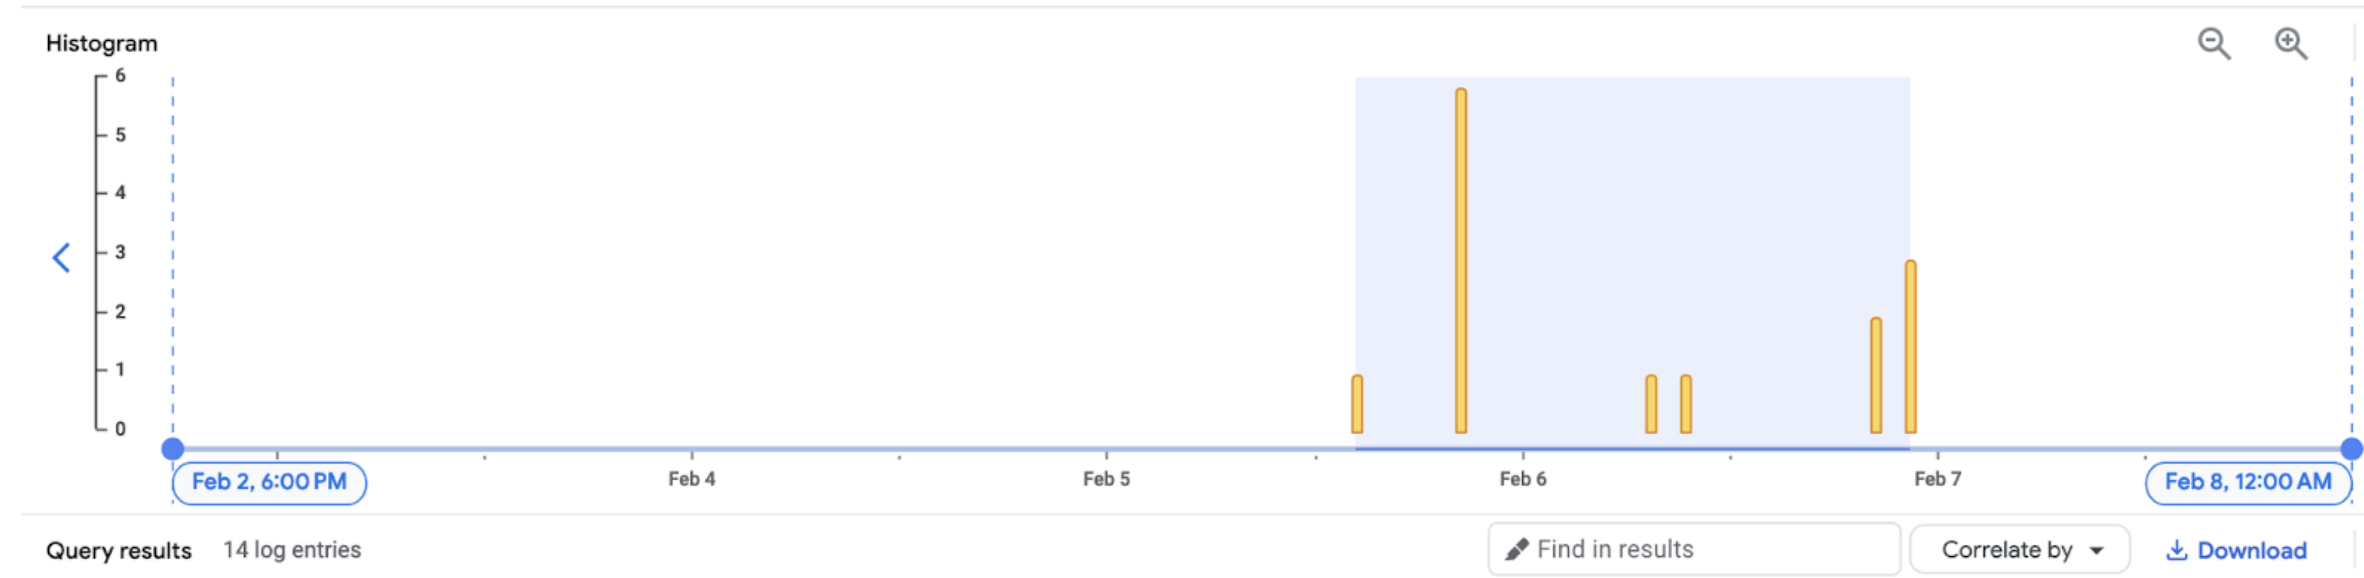 Histogram
6
5
4
3
2
1
0
Feb 2, 6:00 PM Feb 4 Feb 5 Feb 6 Feb 7 Feb 8, 12:00 AM
Query results 14 log entries Find in results Correlate by Download